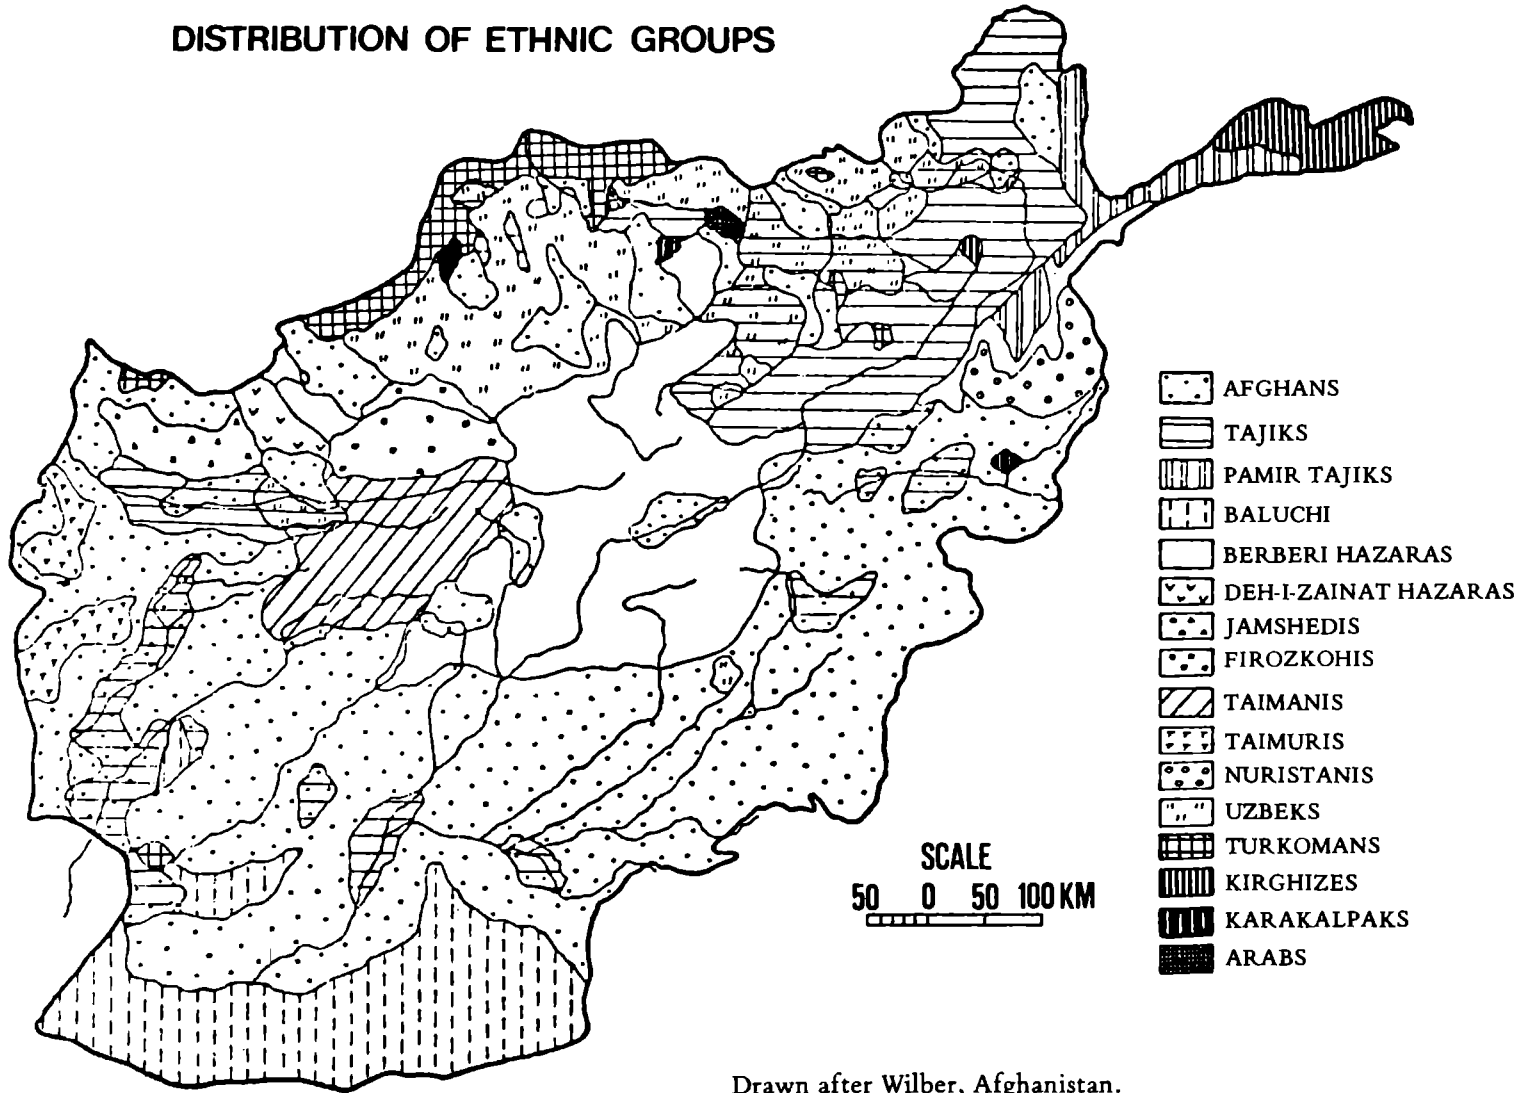 DISTRIBUTION OF ETHNIC GROUPS
AFGHANS
TAJIKS
PAMIR TAJIKS
BALUCHI
BERBERI HAZARAS
DEH-I-ZAINAT HAZARAS
JAMSHEDIS
FIROZKOHIS
TAIMANIS
TAIMURIS
NURISTANIS
UZBEKS
TURKOMANS
KIRGHIZES
KARAKALPAKS
ARABS
SCALE
50 0 50 100 KM
Drawn after Wilber, Afghanistan.